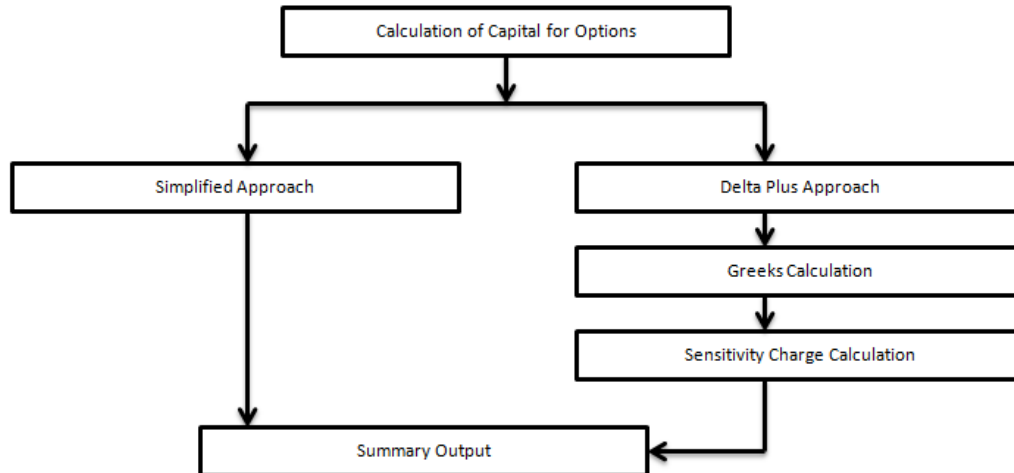 Calculation of Capital for Options
Simplified Approach
Delta Plus Approach
Greeks Calculation
Sensitivity Charge Calculation
Summary Output